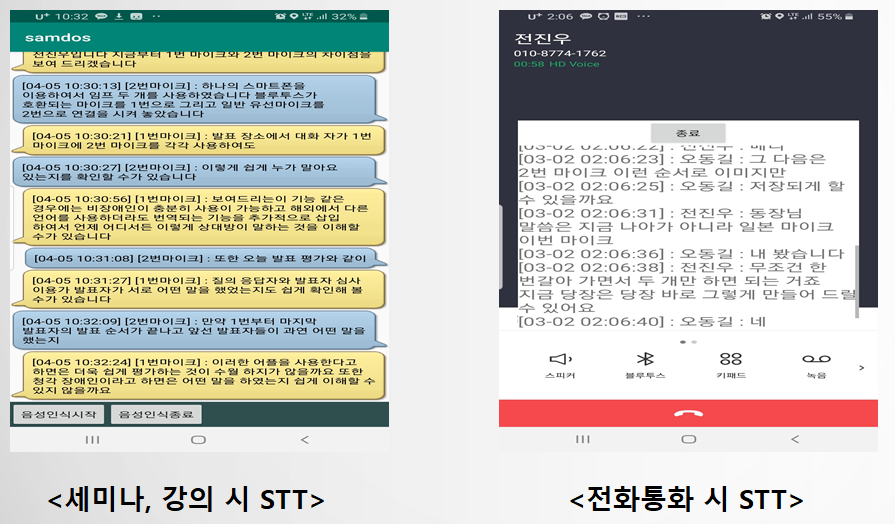 U+ 10:32 32%
samdos
전진우입니다 지금부터 1번 마이크와 2번 마이크의 차이점을
보여 드리겠습니다
[04-05 10:30:13] [2번마이크] : 하나의 스마트폰을
이용하여서 임프 두 개를 사용하였습니다 블루투스가
호환되는 마이크를 1번으로 그리고 일반 유선마이크를
2번으로 연결을 시켜 놓았습니다
[04-05 10:30:21] [1번마이크] : 발표 장소에서 대화 자가 1번
마이크에 2번 마이크를 각각 사용하여도
[04-05 10:30:27] [2번마이크] : 이렇게 쉽게 누가 말아요
있는지를 확인할 수가 있습니다
[04-05 10:30:56] [1번마이크] : 보여드리는이 기능 같은
경우에는 비장애인이 충분히 사용이 가능하고 해외에서 다른
언어를 사용하더라도 번역되는 기능을 추가적으로 삽입
하여서 언제 어디서든 이렇게 상대방이 말하는 것을 이해할
수가 있습니다
[04-05 10:31:08] [2번마이크] : 또한 오늘 발표 평가와 같이
[04-05 10:31:27] [1번마이크] : 질의 응답자와 발표자 심사
이용가 발표자가 서로 어떤 말을 했었는지도 쉽게 확인해 볼
수가 있습니다
[04-05 10:32:09] [2번마이크] : 만약 1번부터 마지막
발표자의 발표 순서가 끝나고 앞선 발표자들이 과연 어떤 말을
했는지
[04-05 10:32:24] [1번마이크] : 이러한 어플을 사용한다고
하면은 더욱 쉽게 평가하는 것이 수월 하지가 않을까요 또한
청각 장애인이라고 하면은 어떤 말을 하였는지 쉽게 이해할 수
있지 않을까요
음성인식시작 음성인식종료
<세미나, 강의 시 STT>
U+ 2:06 55%
전진우
010-8774-1762
00:58 HD Voice
종료
[03-02 02:06:22] : 전진우 : 배터
[03-02 02:06:23] : 오동길 : 그 다음은
2번 마이크 이런 순서로 이미지만
[03-02 02:06:25] : 오동길 : 저장되게 할
수 있을까요
[03-02 02:06:31] : 전진우 : 동장님
말씀은 지금 나아가 아니라 일본 마이크
이번 마이크
[03-02 02:06:36] : 오동길 : 내 봤습니다
[03-02 02:06:38] : 전진우 : 무조건 한
번갈아 가면서 두 개만 하면 되는 거죠
지금 당장은 당장 바로 그렇게 만들어 드릴
수 있어요
[03-02 02:06:40] : 오동길 : 네
스피커 블루투스 키패드 녹음
<전화통화 시 STT>